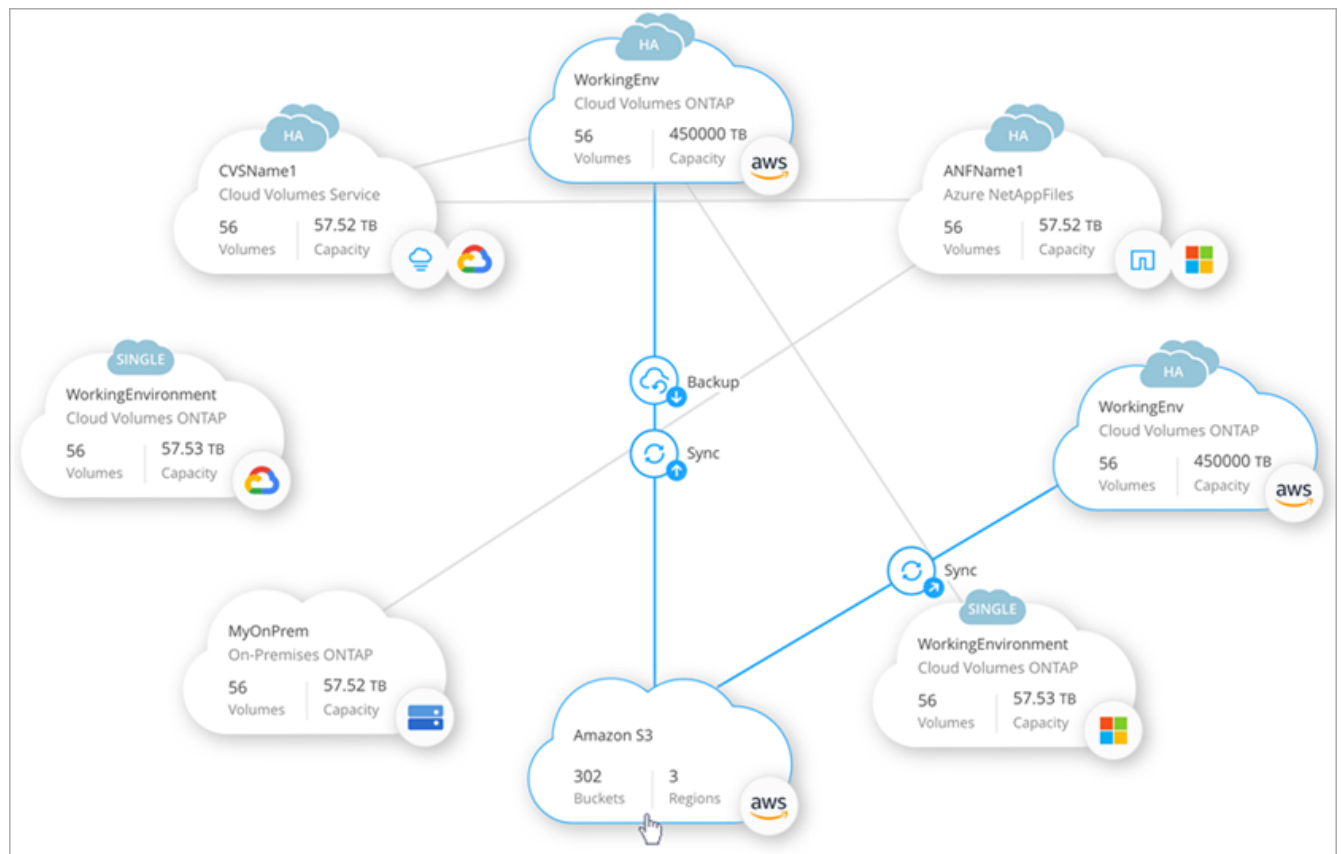 HA
WorkingEnv
Cloud Volumes ONTAP
56
450000 TB
Volumes
Capacity
aws
HA
CVSName1
Cloud Volumes Service
56
57.52 TB
Volumes
Capacity
HA
ANFName1
Azure NetAppFiles
56
57.52 TB
Volumes
Capacity
SINGLE
WorkingEnvironment
Cloud Volumes ONTAP
56
57.53 TB
Volumes
Capacity
Backup
Sync
HA
WorkingEnv
Cloud Volumes ONTAP
56
450000 TB
Volumes
Capacity
aws
Sync
MyOnPrem
On-Premises ONTAP
56
57.52 TB
Volumes
Capacity
SINGLE
WorkingEnvironment
Cloud Volumes ONTAP
56
57.53 TB
Volumes
Capacity
Amazon S3
302
3
Buckets
Regions
aws